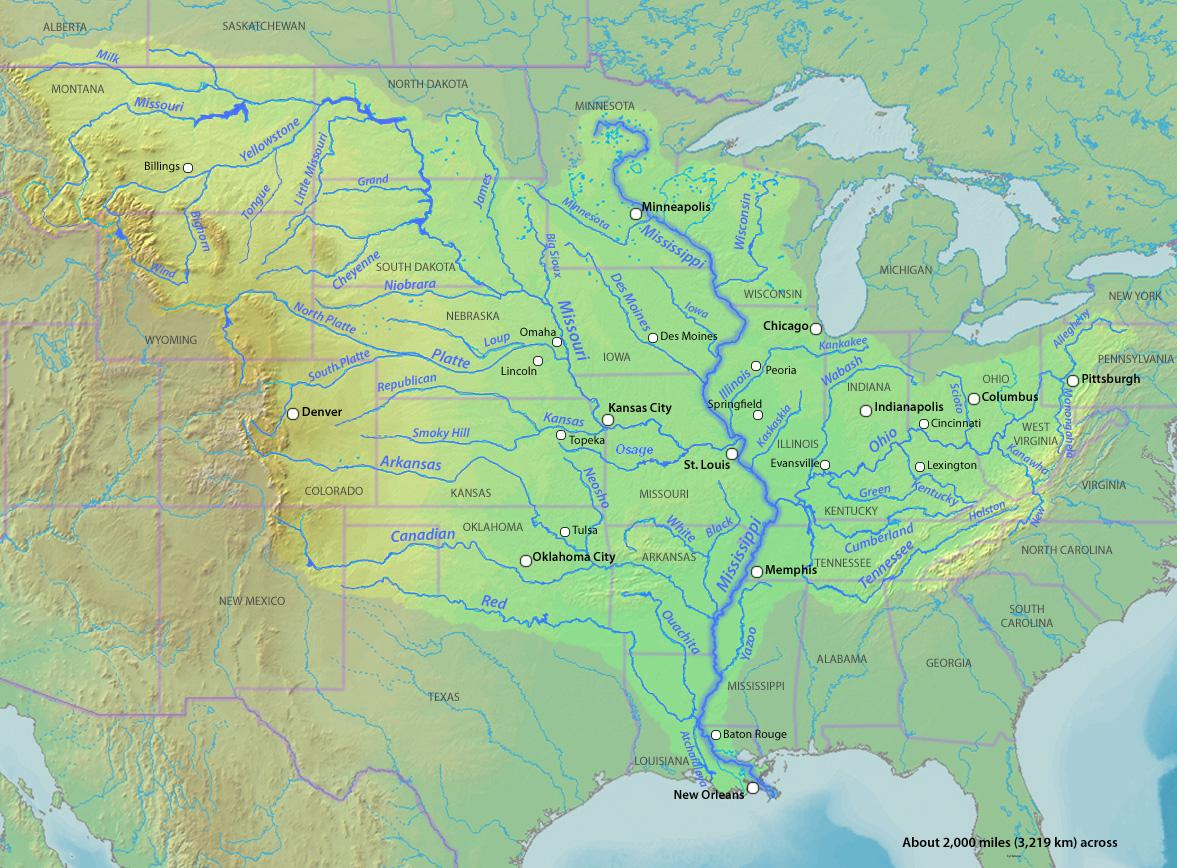 ALBERTA
SASKATCHEWAN
Milk
MONTANA
NORTH DAKOTA
MINNESOTA
Missouri
Yellowstone
Billings
Little Missouri
Grand
James
Tongue
Bighorn
Minnesota
Minneapolis
Wisconsin
Mississippi
Big Sioux
Wind
Cheyenne
SOUTH DAKOTA
MICHIGAN
Niobrara
Des Moines
WISCONSIN
NEW YORK
North Platte
NEBRASKA
Missouri
Iowa
Chicago
Allegheny
WYOMING
Loup
Omaha
Des Moines
Kankakee
Platte
IOWA
PENNSYLVANIA
South Platte
Lincoln
Peoria
Wabash
Republican
Illinois
INDIANA
OHIO
Pittsburgh
Denver
Kansas City
Springfield
Indianapolis
Scioto
Columbus
Monongahela
Kansas
Kaskaskia
Cincinnati
WEST
VIRGINIA
Smoky Hill
Topeka
Osage
ILLINOIS
Ohio
Arkansas
St. Louis
Evansville
Lexington
Kanawha
COLORADO
KANSAS
Neosho
MISSOURI
Green
Kentucky
VIRGINIA
KENTUCKY
Holston
New
OKLAHOMA
Tulsa
White
Black
Canadian
Cumberland
NORTH CAROLINA
Oklahoma City
ARKANSAS
Mississippi
Memphis
TENNESSEE
Tennessee
NEW MEXICO
Red
SOUTH
CAROLINA
Ouachita
Yazoo
ALABAMA
GEORGIA
TEXAS
MISSISSIPPI
Baton Rouge
LOUISIANA
Atchafalaya
New Orleans
About 2,000 miles (3,219 km) across